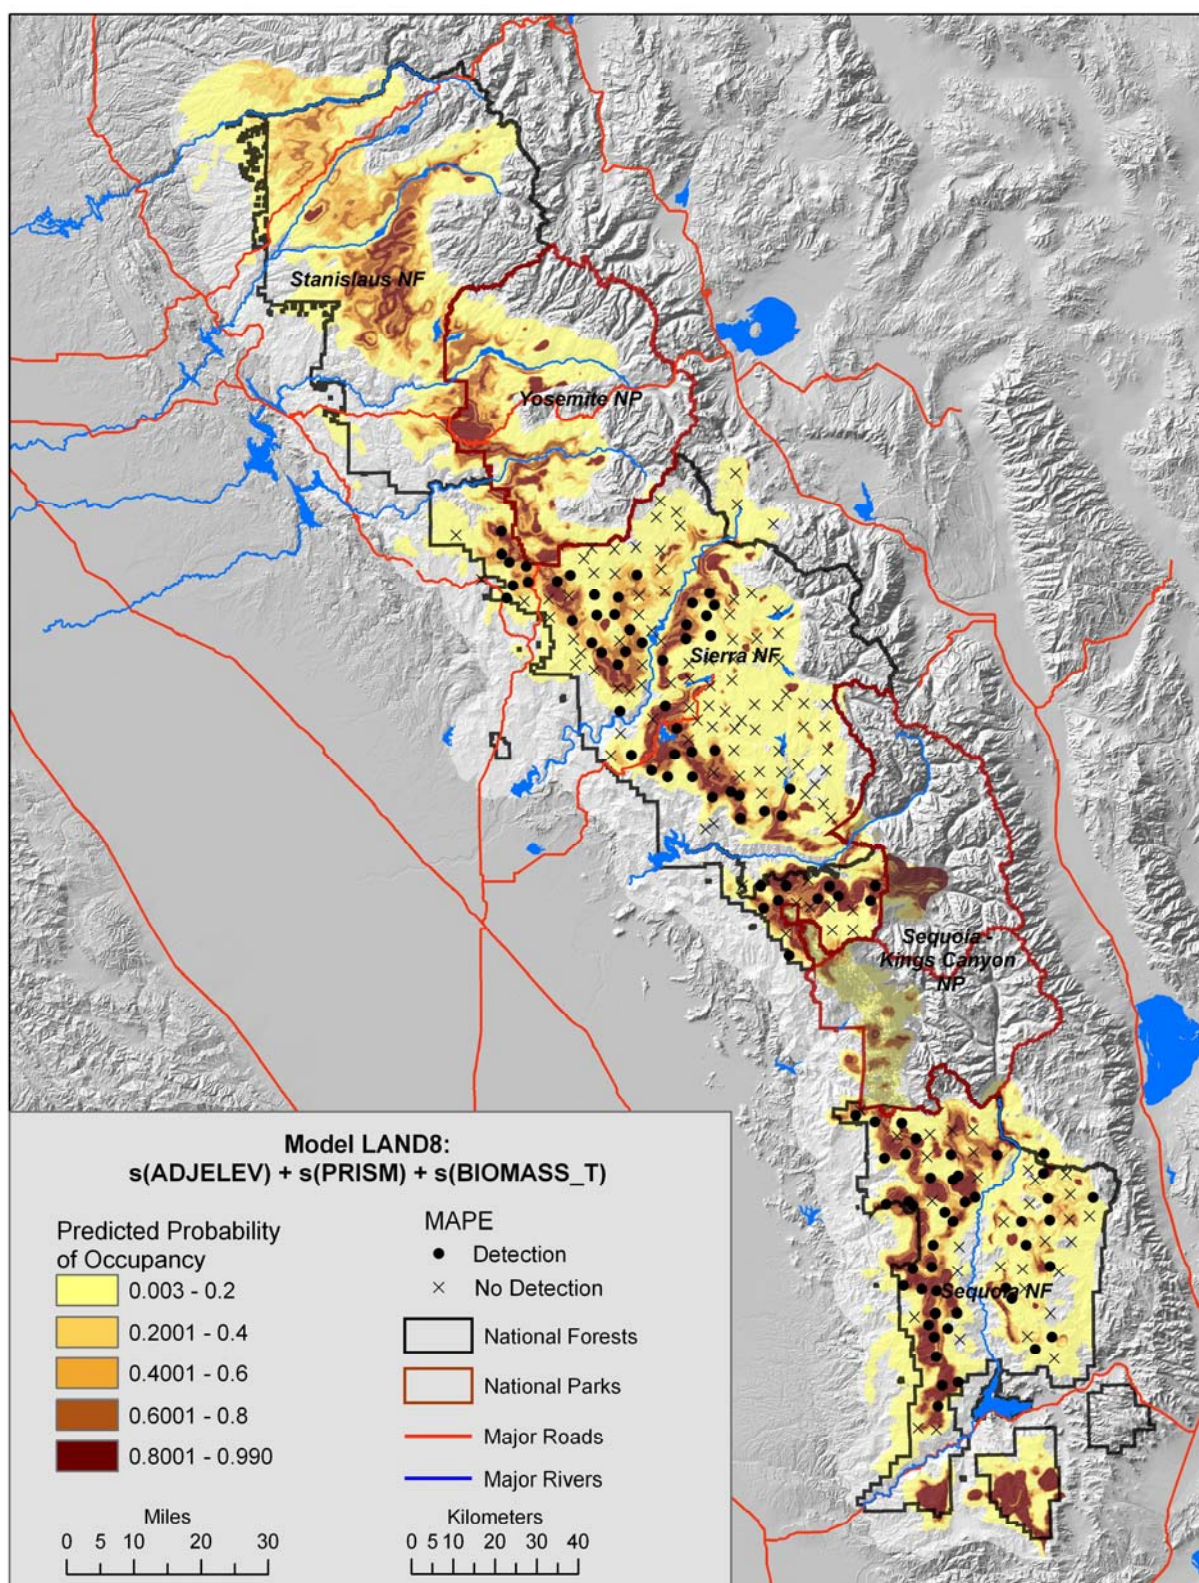 Stanislaus NF
Yosemite NP
Sierra NF
Sequoia -
Kings Canyon
NP
Sequoia NF
Model LAND8:
s(ADJELEV) + s(PRISM) + s(BIOMASS_T)
Predicted Probability
of Occupancy
0.003 - 0.2
0.2001 - 0.4
0.4001 - 0.6
0.6001 - 0.8
0.8001 - 0.990
MAPE
Detection
No Detection
National Forests
National Parks
Major Roads
Major Rivers
Miles
0 5 10 20 30
Kilometers
0 5 10 20 30 40